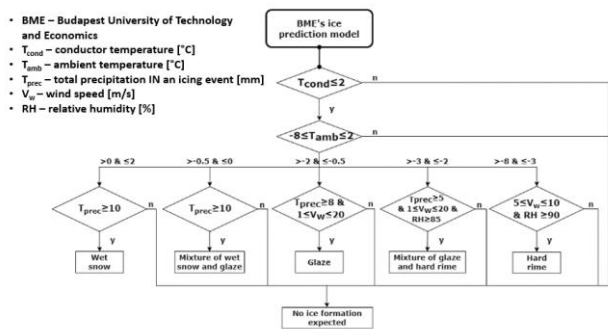 • BME – Budapest University of Technology
and Economics
• Tcond – conductor temperature [°C]
• Tamb – ambient temperature [°C]
• Tprec – total precipitation IN an icing event [mm]
• Vw – wind speed [m/s]
• RH – relative humidity [%]
BME's ice
prediction model
Tcond≤2
n
y
-8≤Tamb≤2
n
y
>0 & ≤2
>-0.5 & ≤0
>-2 & ≤-0.5
>-3 & ≤-2
>-8 & ≤-3
Tprec≥10
n
y
Wet
snow
Tprec≥10
n
y
Mixture of wet
snow and glaze
Tprec≥8 &
1≤Vw≤20
n
y
Glaze
Tprec≥5
& 1≤Vw≤20 &
RH≥85
n
y
Mixture of glaze
and hard rime
5≤Vw≤10
& RH ≥90
n
y
Hard
rime
No ice formation
expected